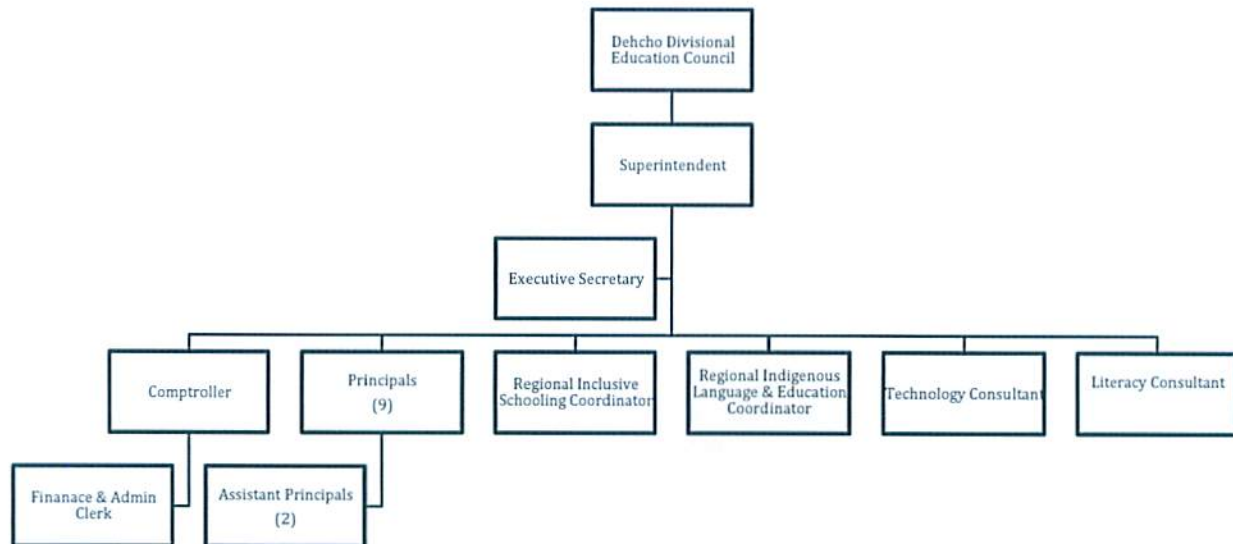 Dehcho Divisional
Education Council
Superintendent
Executive Secretary
Comptroller
Principals
(9)
Regional Inclusive
Schooling Coordinator
Regional Indigenous
Language & Education
Coordinator
Technology Consultant
Literacy Consultant
Finanace & Admin
Clerk
Assistant Principals
(2)